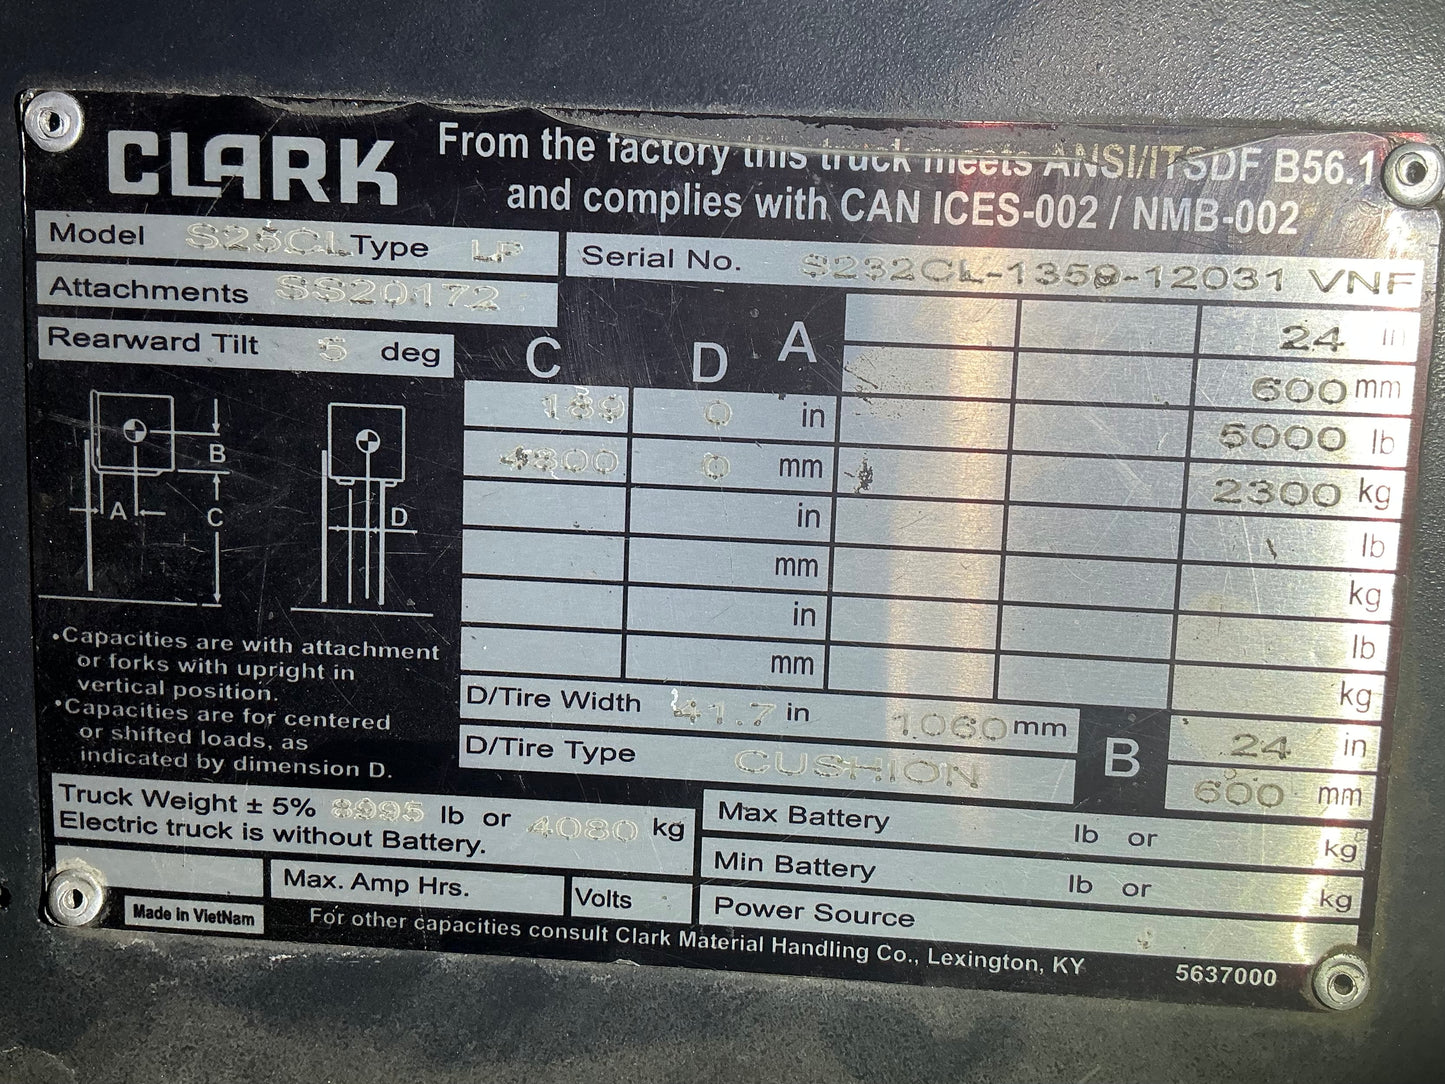 CLARK
From the factory this truck meets ANSI/ITSDF B56.1
and complies with CAN ICES-002 / NMB-002
Model S25CL Type LP
Serial No. S232CL-1359-12031 VNF
Attachments SS20172
Rearward Tilt 5 deg
C D A
24 in
600 mm
189 0 in
5000 lb
4800 0 mm
2300 kg
in
lb
mm
kg
in
lb
mm
kg
B
A
C
D
•Capacities are with attachment
or forks with upright in
vertical position.
•Capacities are for centered
or shifted loads, as
indicated by dimension D.
D/Tire Width 41.7 in 1060 mm
D/Tire Type CUSHION
B
24 in
600 mm
Truck Weight ± 5% 8995 lb or 4080 kg
Electric truck is without Battery.
Max Battery lb or kg
Min Battery lb or kg
Power Source
Max. Amp Hrs. Volts
Made in VietNam
For other capacities consult Clark Material Handling Co., Lexington, KY
5637000